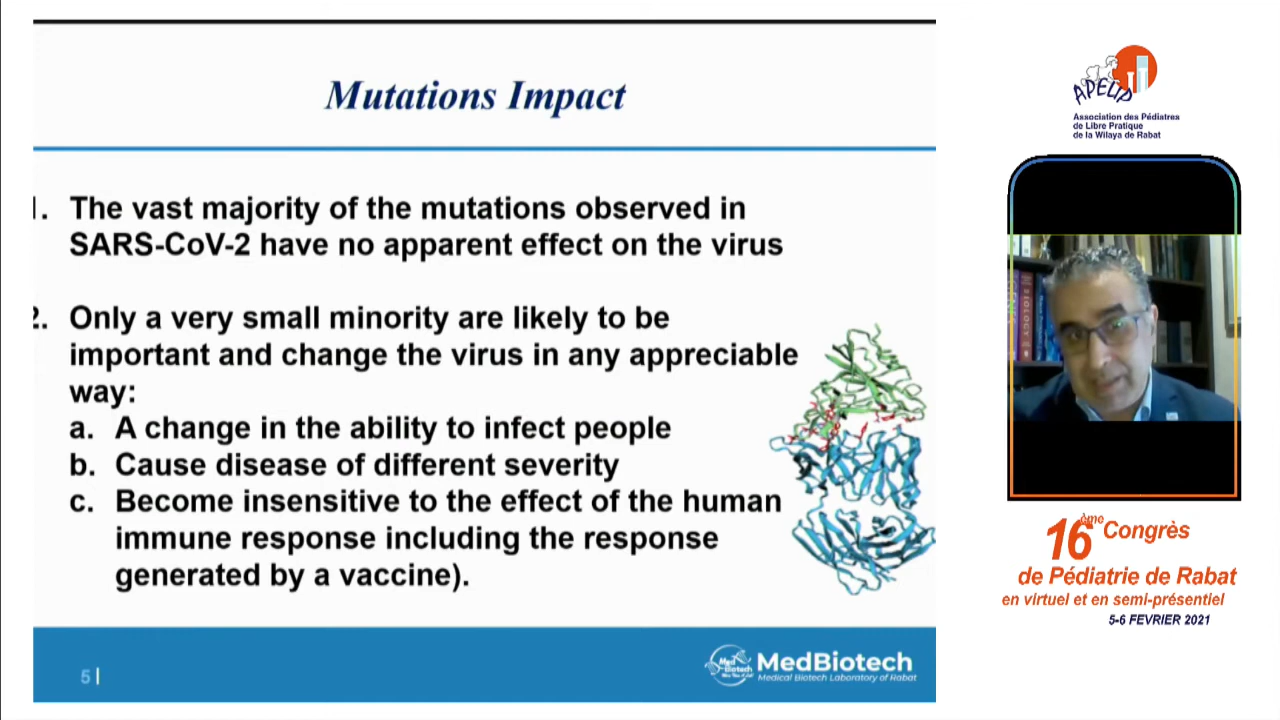 Mutations Impact
1. The vast majority of the mutations observed in
SARS-CoV-2 have no apparent effect on the virus
2. Only a very small minority are likely to be
important and change the virus in any appreciable
way:
a. A change in the ability to infect people
b. Cause disease of different severity
c. Become insensitive to the effect of the human
immune response including the response
generated by a vaccine).
5 |
MedBiotech
Medical Biotech Laboratory of Rabat
APELIP
Association des Pédiatres
de Libre Pratique
de la Wilaya de Rabat
BIOLOGY
16ème Congrès
de Pédiatrie de Rabat
en virtuel et en semi-présentiel
5-6 FEVRIER 2021